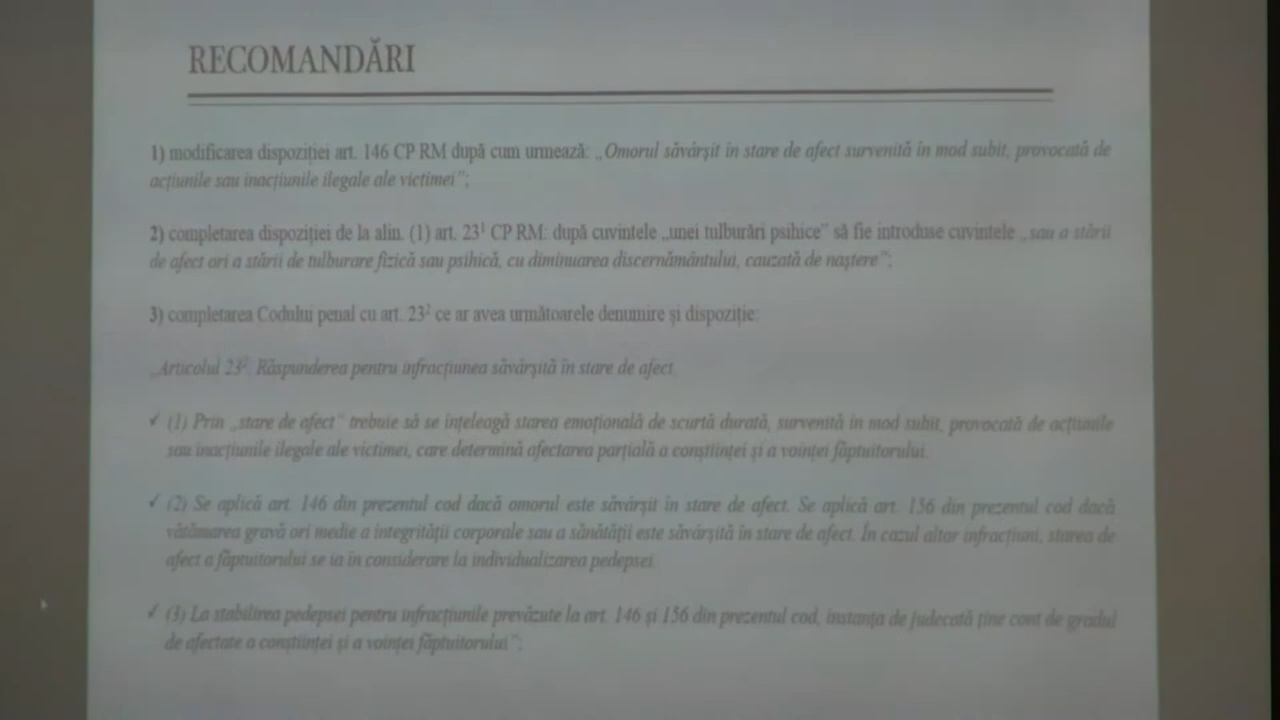 RECOMANDĂRI
1) modificarea dispoziției art. 146 CP RM după cum urmează: „Omorul săvârșit în stare de afect survenită în mod subit, provocată de
acțiunile sau inacțiunile ilegale ale victimei”;
2) completarea dispoziției de la alin. (1) art. 23¹ CP RM: după cuvintele „unei tulburări psihice” să fie introduse cuvintele „sau a stării
de afect ori a stării de tulburare fizică sau psihică, cu diminuarea discernământului, cauzată de naștere”;
3) completarea Codului penal cu art. 23² ce ar avea următoarele denumire și dispoziție:
„Articolul 23². Răspunderea pentru infracțiunea săvârșită în stare de afect
✓ (1) Prin „stare de afect” trebuie să se înțeleagă starea emoțională de scurtă durată, survenită în mod subit, provocată de acțiunile
sau inacțiunile ilegale ale victimei, care determină afectarea parțială a conștiinței și a voinței făptuitorului.
✓ (2) Se aplică art. 146 din prezentul cod dacă omorul este săvârșit în stare de afect. Se aplică art. 156 din prezentul cod dacă
vătămarea gravă ori medie a integrității corporale sau a sănătății este săvârșită în stare de afect. În cazul altor infracțiuni, starea de
afect a făptuitorului se ia în considerare la individualizarea pedepsei.
✓ (3) La stabilirea pedepsei pentru infracțiunile prevăzute la art. 146 și 156 din prezentul cod, instanța de judecată ține cont de gradul
de afectate a conștiinței și a voinței făptuitorului”;